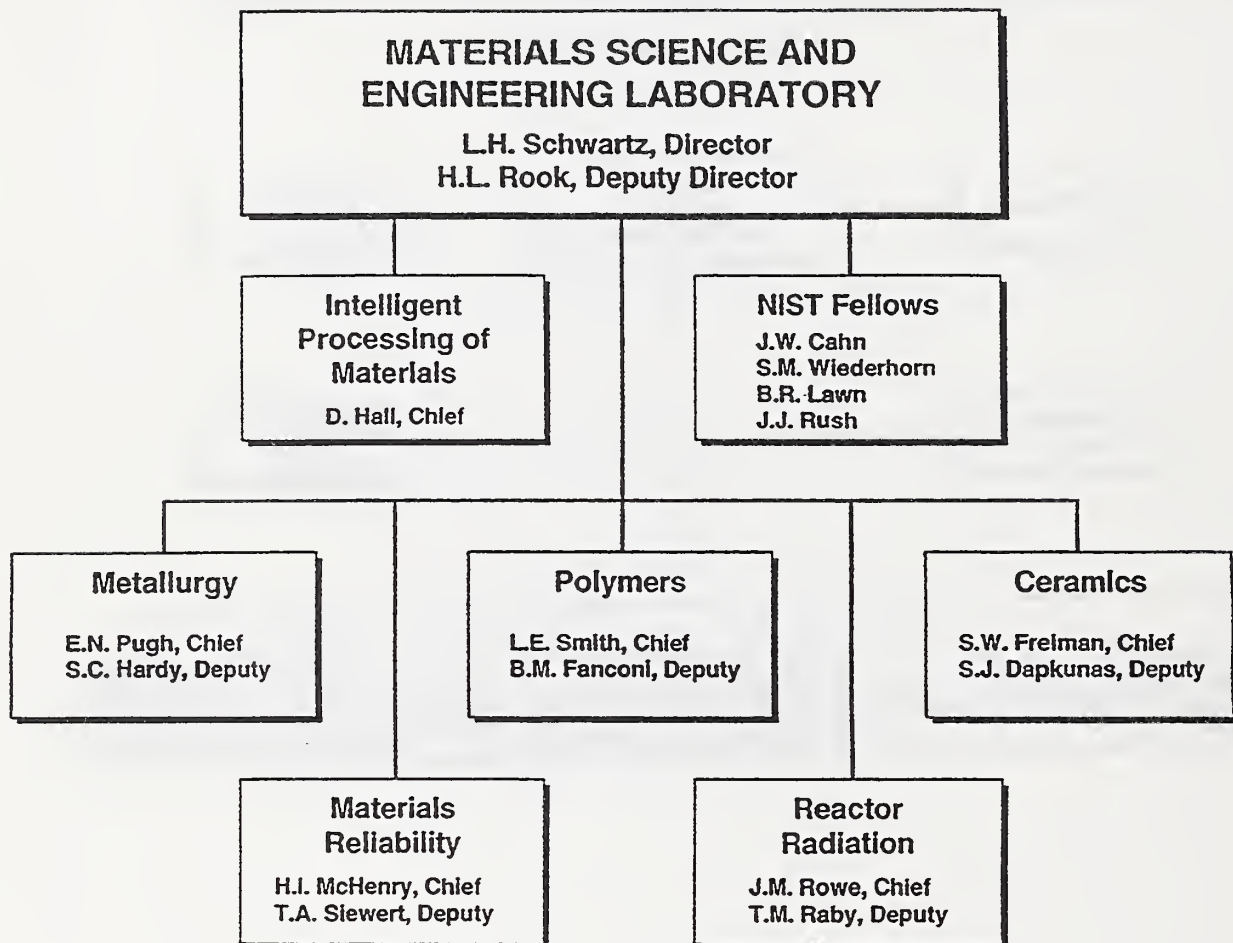 MATERIALS SCIENCE AND
ENGINEERING LABORATORY
L.H. Schwartz, Director
H.L. Rook, Deputy Director
Intelligent
Processing of
Materials
D. Hall, Chief
NIST Fellows
J.W. Cahn
S.M. Wiederhorn
B.R. Lawn
J.J. Rush
Metallurgy
E.N. Pugh, Chief
S.C. Hardy, Deputy
Polymers
L.E. Smith, Chief
B.M. Fanconi, Deputy
Ceramics
S.W. Freiman, Chief
S.J. Dapkunas, Deputy
Materials
Reliability
H.I. McHenry, Chief
T.A. Siewert, Deputy
Reactor
Radiation
J.M. Rowe, Chief
T.M. Raby, Deputy